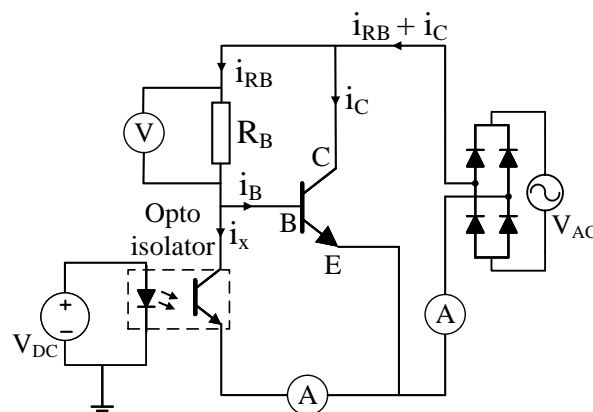 i_RB + i_C
i_RB
i_C
V
R_B
C
i_B
B
E
Opto
isolator
i_x
V_AC
V_DC
+
−
A
A